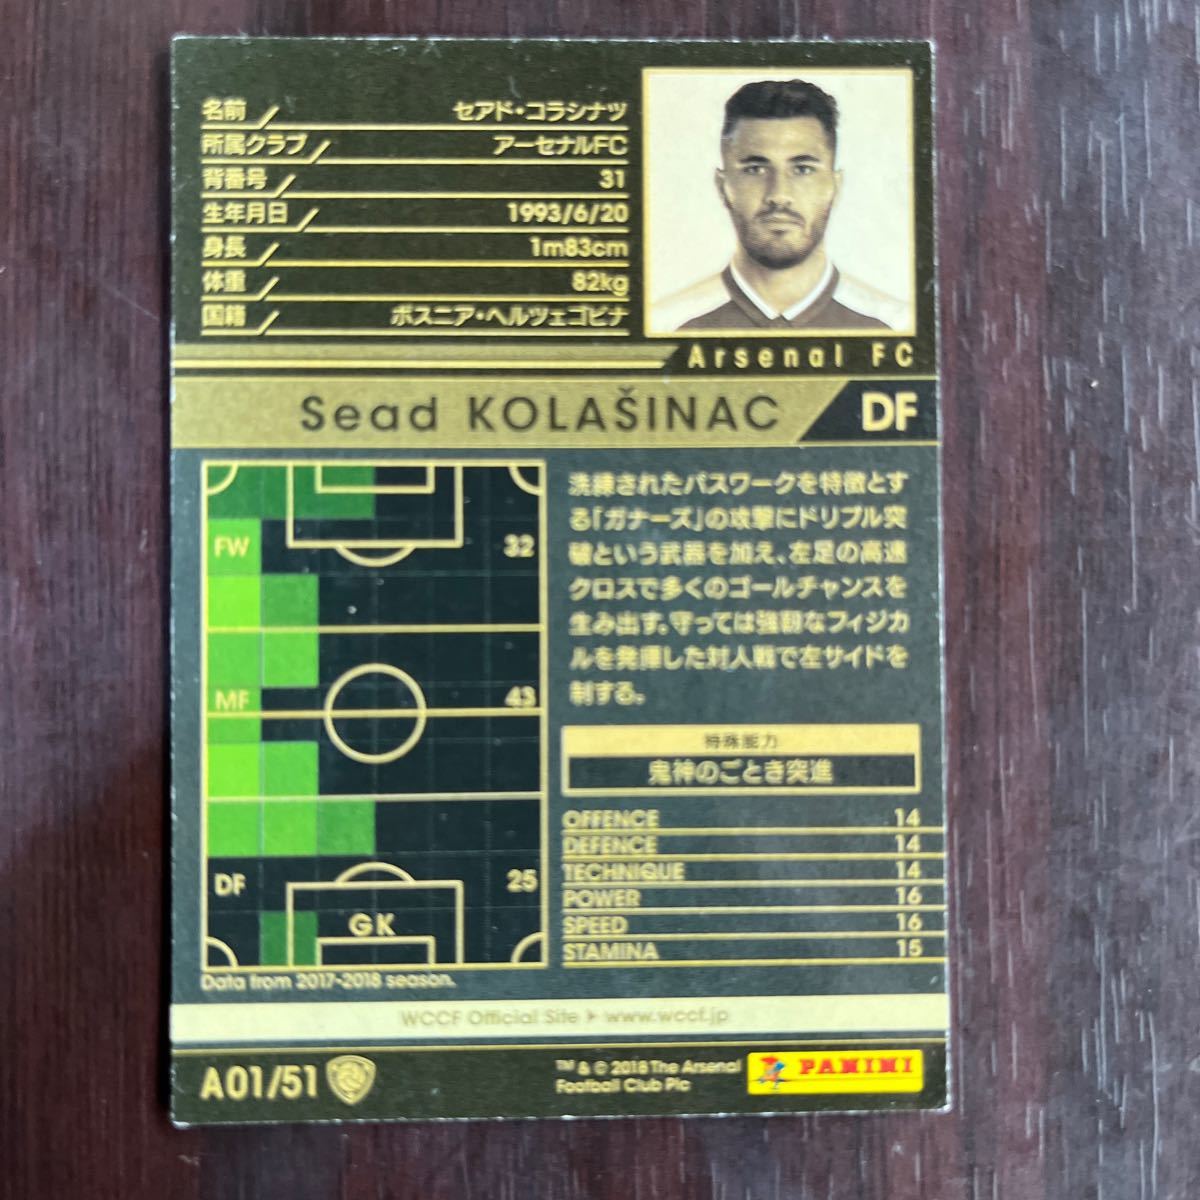 名前 セアド・コラシナツ
所属クラブ アーセナルFC
背番号 31
生年月日 1993/6/20
身長 1m83cm
体重 82kg
国籍 ボスニア・ヘルツェゴビナ
Arsenal FC
Sead KOLAŠINAC DF
FW 32
MF 43
DF 25
GK
Data from 2017-2018 season.
洗練されたパスワークを特徴とす
る「ガナーズ」の攻撃にドリブル突
破という武器を加え、左足の高速
クロスで多くのゴールチャンスを
生み出す。守っては強靭なフィジカ
ルを発揮した対人戦で左サイドを
制する。
特殊能力
鬼神のごとき突進
OFFENCE 14
DEFENCE 14
TECHNIQUE 14
POWER 16
SPEED 16
STAMINA 15
WCCF Official Site ▶ www.wccf.jp
A01/51
™ & © 2018 The Arsenal
Football Club Plc
PANINI